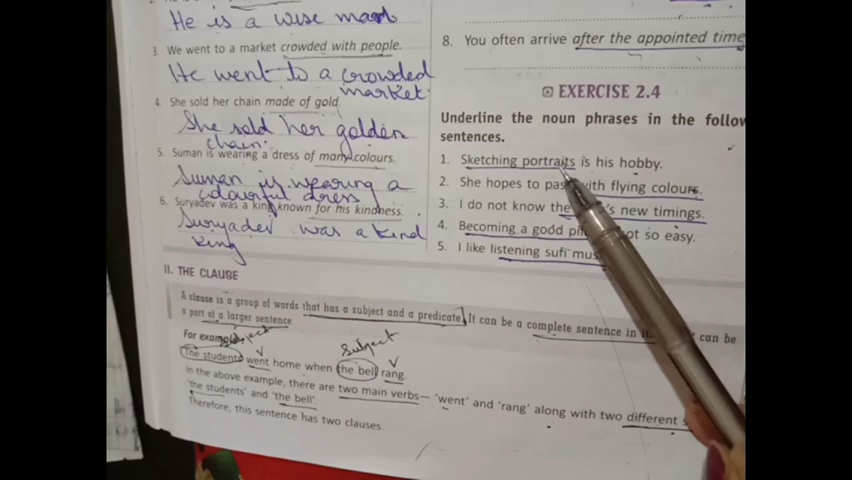 He is a wise man
3. We went to a market crowded with people.
He went to a crowded
market.
4. She sold her chain made of gold.
She sold her golden
chain.
5. Suman is wearing a dress of many colours.
Suman is wearing a
colourful dress
6. Suryadev was a king known for his kindness.
Suryadev was a kind
king
8. You often arrive after the appointed time
EXERCISE 2.4
Underline the noun phrases in the follow
sentences.
1. Sketching portraits is his hobby.
2. She hopes to pass with flying colours.
3. I do not know the 's new timings.
4. Becoming a godd pi ot so easy.
5. I like listening sufi mus
II. THE CLAUSE
A clause is a group of words that has a subject and a predicate. It can be a complete sentence in it can be
a part of a larger sentence
For example: subject
Subject
The students went home when the bell rang.
In the above example, there are two main verbs– 'went' and 'rang' along with two different s
'the students' and 'the bell'.
Therefore, this sentence has two clauses.